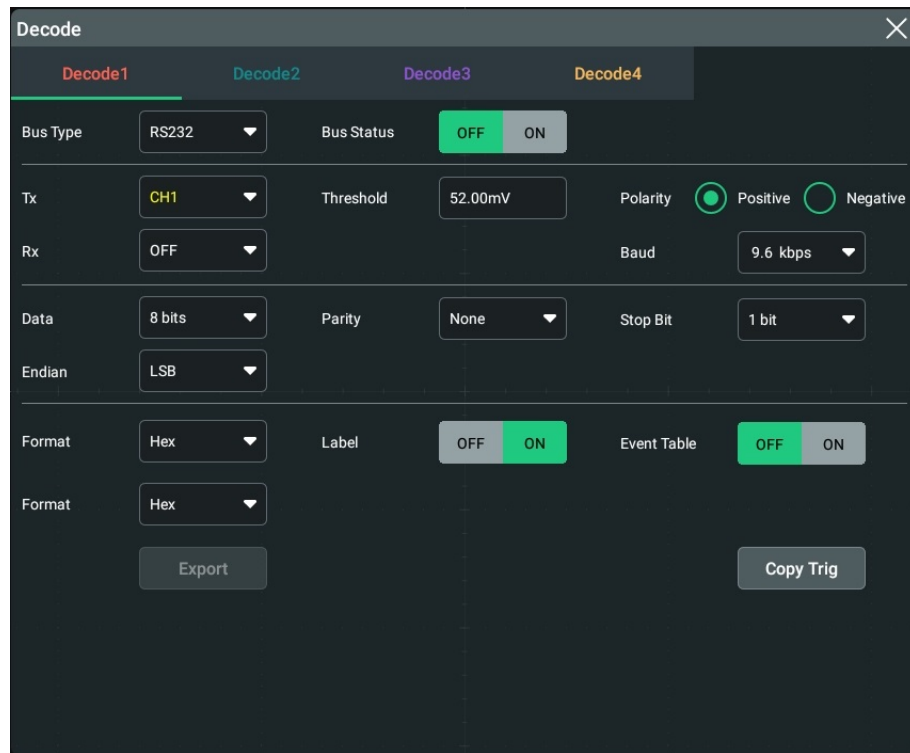 Decode
Decode1 Decode2 Decode3 Decode4
Bus Type RS232 Bus Status OFF ON
Tx CH1 Threshold 52.00mV Polarity Positive Negative
Rx OFF Baud 9.6 kbps
Data 8 bits Parity None Stop Bit 1 bit
Endian LSB
Format Hex Label OFF ON Event Table OFF ON
Format Hex
Export Copy Trig